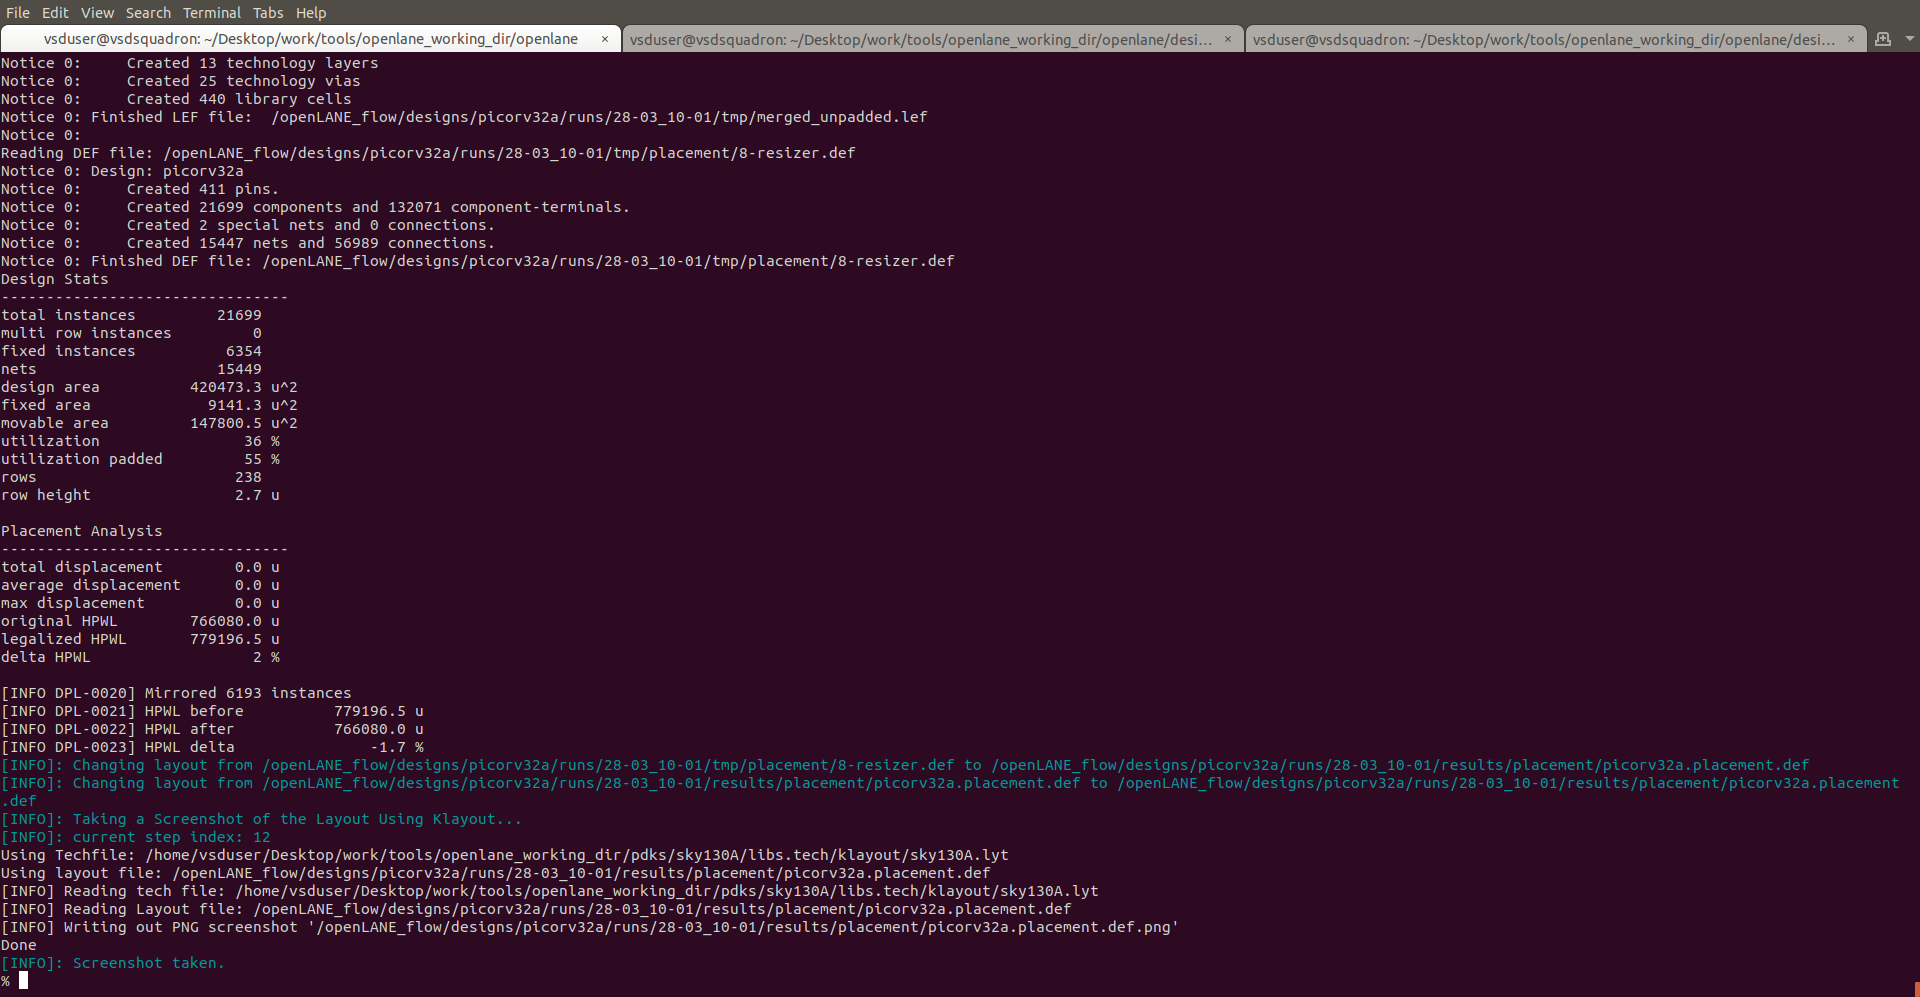 File Edit View Search Terminal Tabs Help
vsduser@vsdsquadron: ~/Desktop/work/tools/openlane_working_dir/openlane × vsduser@vsdsquadron: ~/Desktop/work/tools/openlane_working_dir/openlane/desi... × vsduser@vsdsquadron: ~/Desktop/work/tools/openlane_working_dir/openlane/desi... ×
Notice 0:     Created 13 technology layers
Notice 0:     Created 25 technology vias
Notice 0:     Created 440 library cells
Notice 0: Finished LEF file:  /openLANE_flow/designs/picorv32a/runs/28-03_10-01/tmp/merged_unpadded.lef
Notice 0:
Reading DEF file: /openLANE_flow/designs/picorv32a/runs/28-03_10-01/tmp/placement/8-resizer.def
Notice 0: Design: picorv32a
Notice 0:     Created 411 pins.
Notice 0:     Created 21699 components and 132071 component-terminals.
Notice 0:     Created 2 special nets and 0 connections.
Notice 0:     Created 15447 nets and 56989 connections.
Notice 0: Finished DEF file: /openLANE_flow/designs/picorv32a/runs/28-03_10-01/tmp/placement/8-resizer.def
Design Stats
--------------------------------
total instances         21699
multi row instances         0
fixed instances          6354
nets                    15449
design area          420473.3 u^2
fixed area             9141.3 u^2
movable area         147800.5 u^2
utilization                36 %
utilization padded         55 %
rows                      238
row height                2.7 u
Placement Analysis
--------------------------------
total displacement        0.0 u
average displacement      0.0 u
max displacement          0.0 u
original HPWL        766080.0 u
legalized HPWL       779196.5 u
delta HPWL                  2 %
[INFO DPL-0020] Mirrored 6193 instances
[INFO DPL-0021] HPWL before          779196.5 u
[INFO DPL-0022] HPWL after           766080.0 u
[INFO DPL-0023] HPWL delta               -1.7 %
[INFO]: Changing layout from /openLANE_flow/designs/picorv32a/runs/28-03_10-01/tmp/placement/8-resizer.def to /openLANE_flow/designs/picorv32a/runs/28-03_10-01/results/placement/picorv32a.placement.def
[INFO]: Changing layout from /openLANE_flow/designs/picorv32a/runs/28-03_10-01/results/placement/picorv32a.placement.def to /openLANE_flow/designs/picorv32a/runs/28-03_10-01/results/placement/picorv32a.placement
.def
[INFO]: Taking a Screenshot of the Layout Using Klayout...
[INFO]: current step index: 12
Using Techfile: /home/vsduser/Desktop/work/tools/openlane_working_dir/pdks/sky130A/libs.tech/klayout/sky130A.lyt
Using layout file: /openLANE_flow/designs/picorv32a/runs/28-03_10-01/results/placement/picorv32a.placement.def
[INFO] Reading tech file: /home/vsduser/Desktop/work/tools/openlane_working_dir/pdks/sky130A/libs.tech/klayout/sky130A.lyt
[INFO] Reading Layout file: /openLANE_flow/designs/picorv32a/runs/28-03_10-01/results/placement/picorv32a.placement.def
[INFO] Writing out PNG screenshot '/openLANE_flow/designs/picorv32a/runs/28-03_10-01/results/placement/picorv32a.placement.def.png'
Done
[INFO]: Screenshot taken.
%